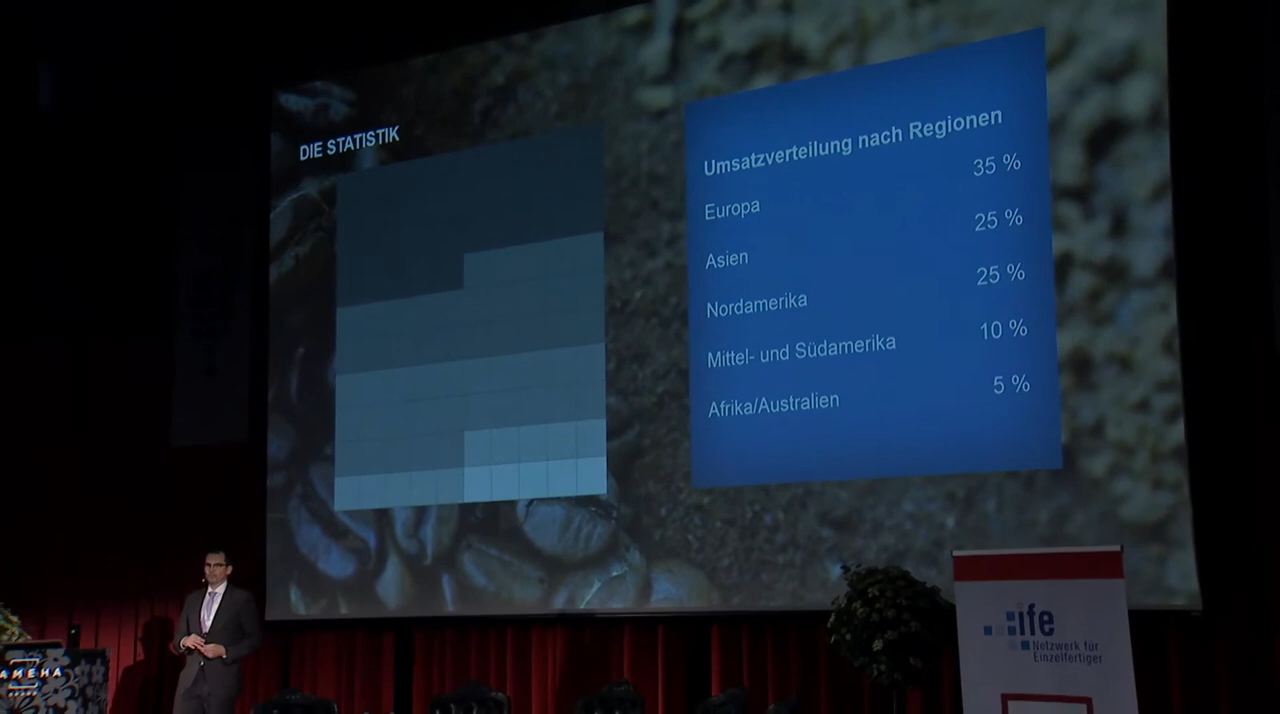 DIE STATISTIK
Umsatzverteilung nach Regionen
35 %
Europa
25 %
Asien
25 %
Nordamerika
10 %
Mittel- und Südamerika
5 %
Afrika/Australien
ife
Netzwerk für
Einzelfertiger
AMEHA